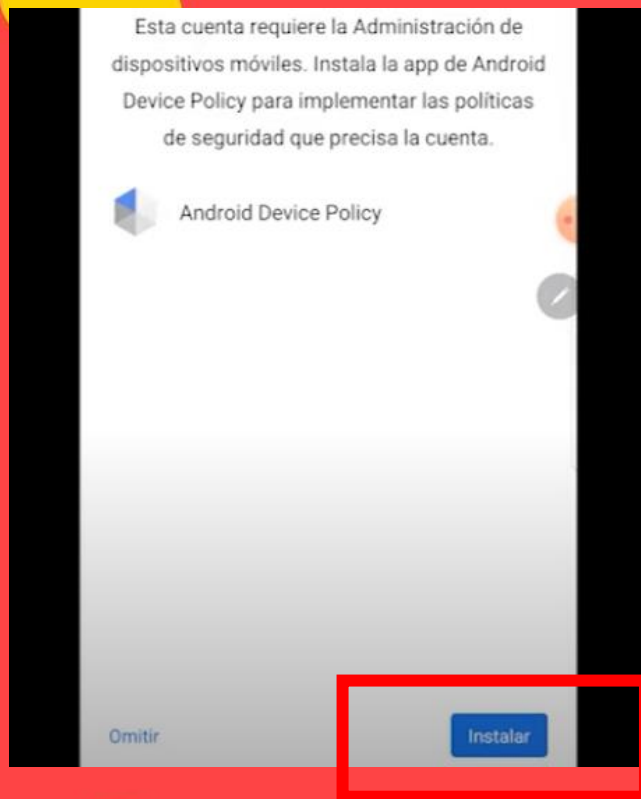 Esta cuenta requiere la Administración de
dispositivos móviles. Instala la app de Android
Device Policy para implementar las políticas
de seguridad que precisa la cuenta.
Android Device Policy
Omitir
Instalar